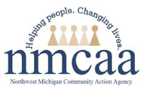 Helping people. Changing lives.
nmcaa
Northwest Michigan Community Action Agency